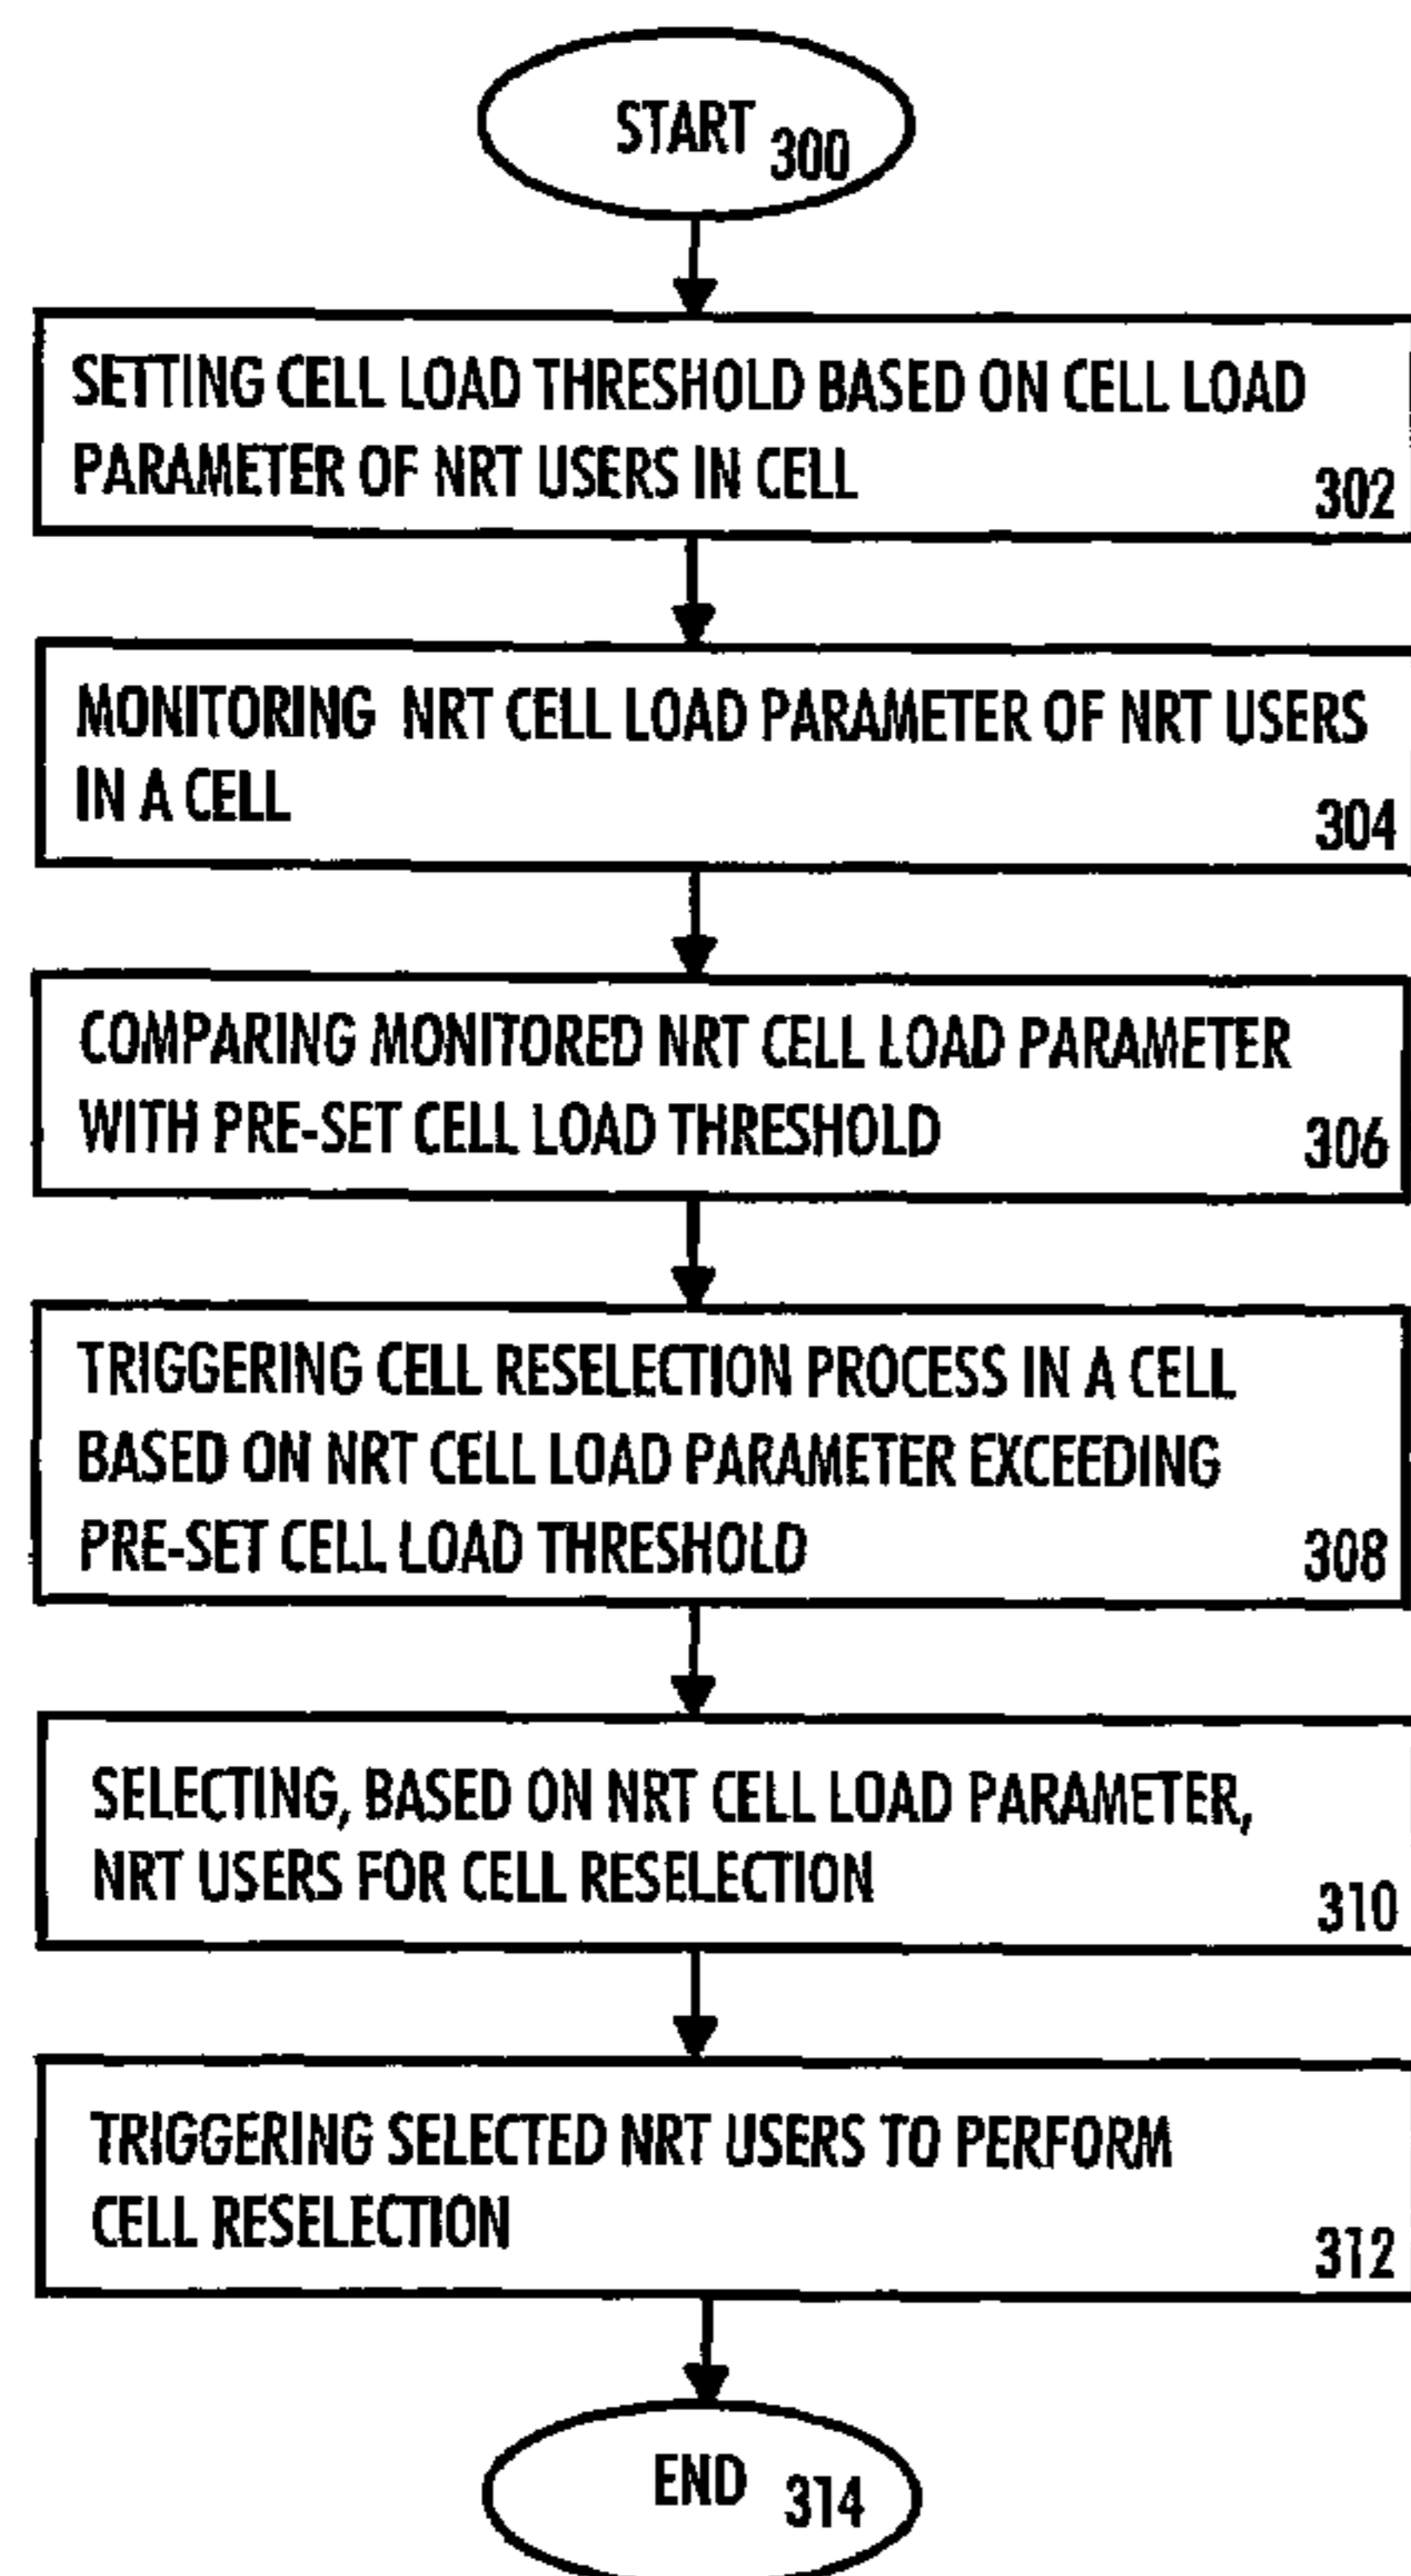 START 300
SETTING CELL LOAD THRESHOLD BASED ON CELL LOAD
PARAMETER OF NRT USERS IN CELL
302
MONITORING NRT CELL LOAD PARAMETER OF NRT USERS
IN A CELL
304
COMPARING MONITORED NRT CELL LOAD PARAMETER
WITH PRE-SET CELL LOAD THRESHOLD
306
TRIGGERING CELL RESELECTION PROCESS IN A CELL
BASED ON NRT CELL LOAD PARAMETER EXCEEDING
PRE-SET CELL LOAD THRESHOLD
308
SELECTING, BASED ON NRT CELL LOAD PARAMETER,
NRT USERS FOR CELL RESELECTION
310
TRIGGERING SELECTED NRT USERS TO PERFORM
CELL RESELECTION
312
END 314